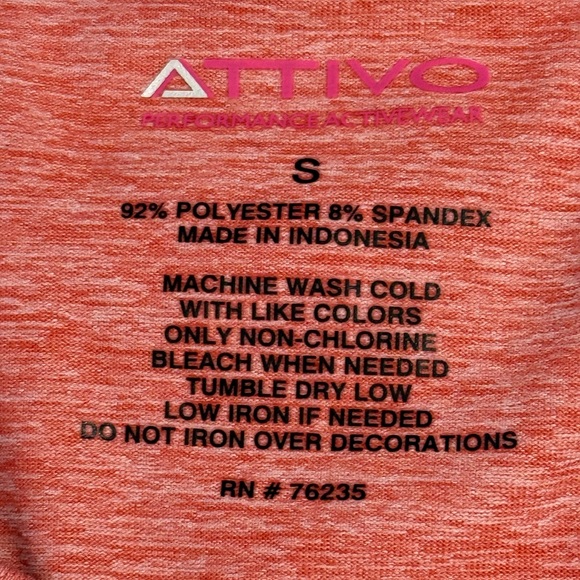 ATTIVO
PERFORMANCE ACTIVEWEAR
S
92% POLYESTER 8% SPANDEX
MADE IN INDONESIA
MACHINE WASH COLD
WITH LIKE COLORS
ONLY NON-CHLORINE
BLEACH WHEN NEEDED
TUMBLE DRY LOW
LOW IRON IF NEEDED
DO NOT IRON OVER DECORATIONS
RN # 76235